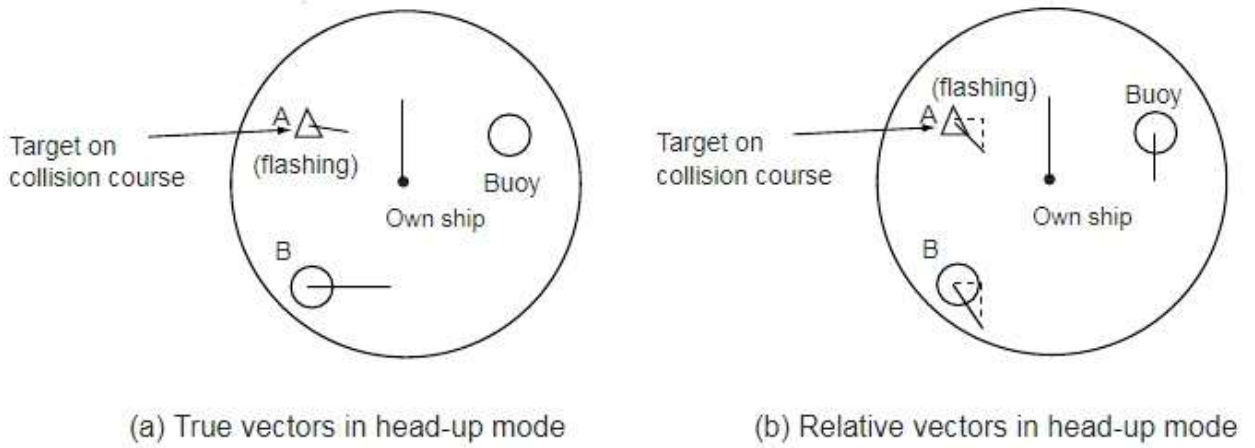 A
(flashing)
Target on
collision course
Buoy
Own ship
B
(a) True vectors in head-up mode
(flashing)
A
Buoy
Target on
collision course
Own ship
B
(b) Relative vectors in head-up mode